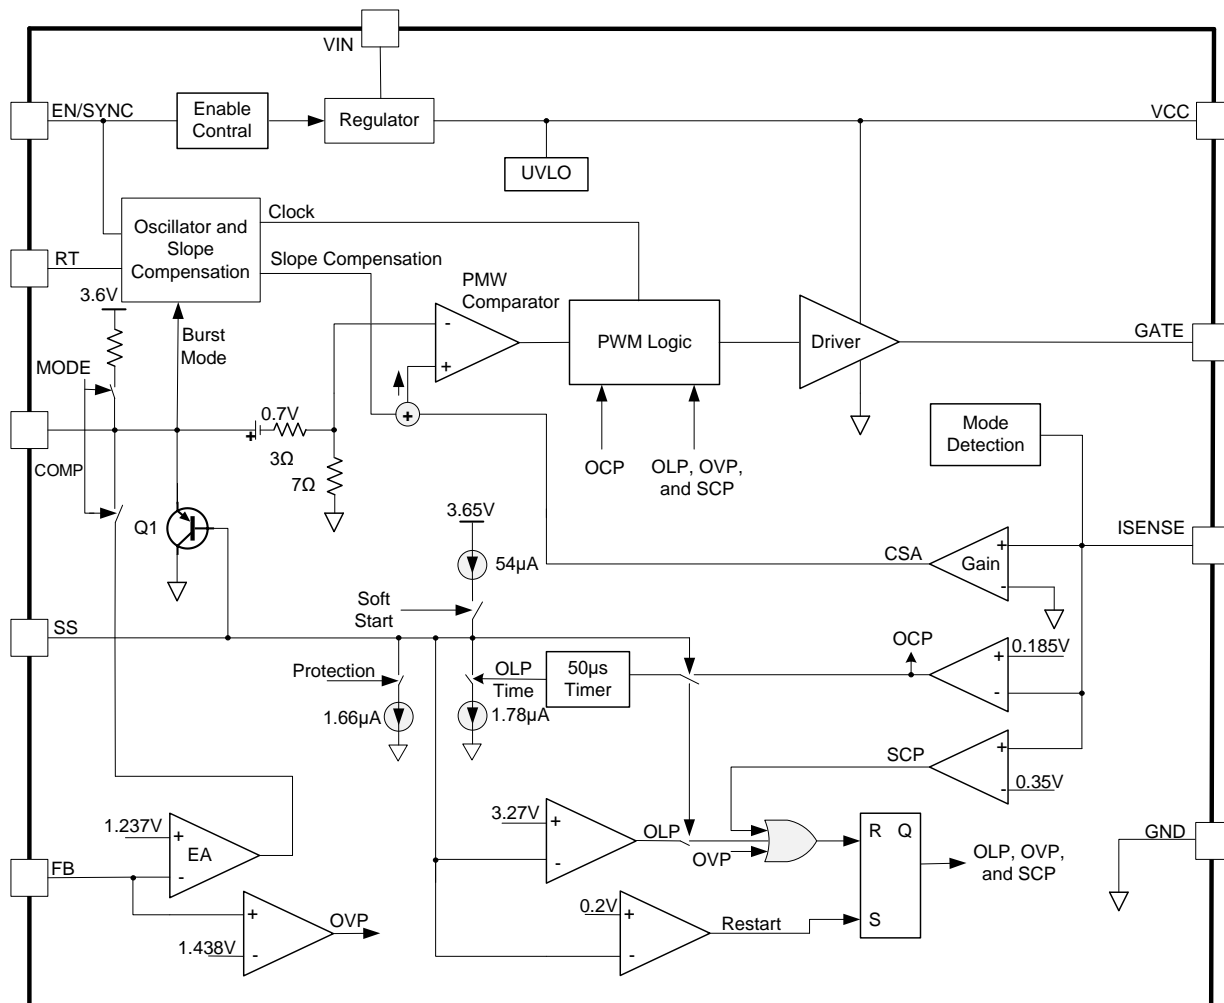 VIN
EN/SYNC
Enable
Contral
Regulator
VCC
UVLO
Clock
Oscillator and
Slope
Compensation
RT
Slope Compensation
3.6V
PMW
Comparator
-
+
Burst
Mode
PWM Logic
Driver
GATE
MODE
0.7V
+
3Ω
+
Mode
Detection
COMP
7Ω
OCP
OLP, OVP,
and SCP
Q1
3.65V
54µA
CSA
Gain
+
-
ISENSE
Soft
Start
SS
OCP
0.185V
+
-
Protection
OLP
Time
50µs
Timer
1.66µA
1.78µA
SCP
+
-
0.35V
1.237V
+
EA
-
3.27V
+
-
OLP
OVP
R Q
S
GND
OLP, OVP,
and SCP
FB
+
1.438V
-
OVP
0.2V
+
-
Restart